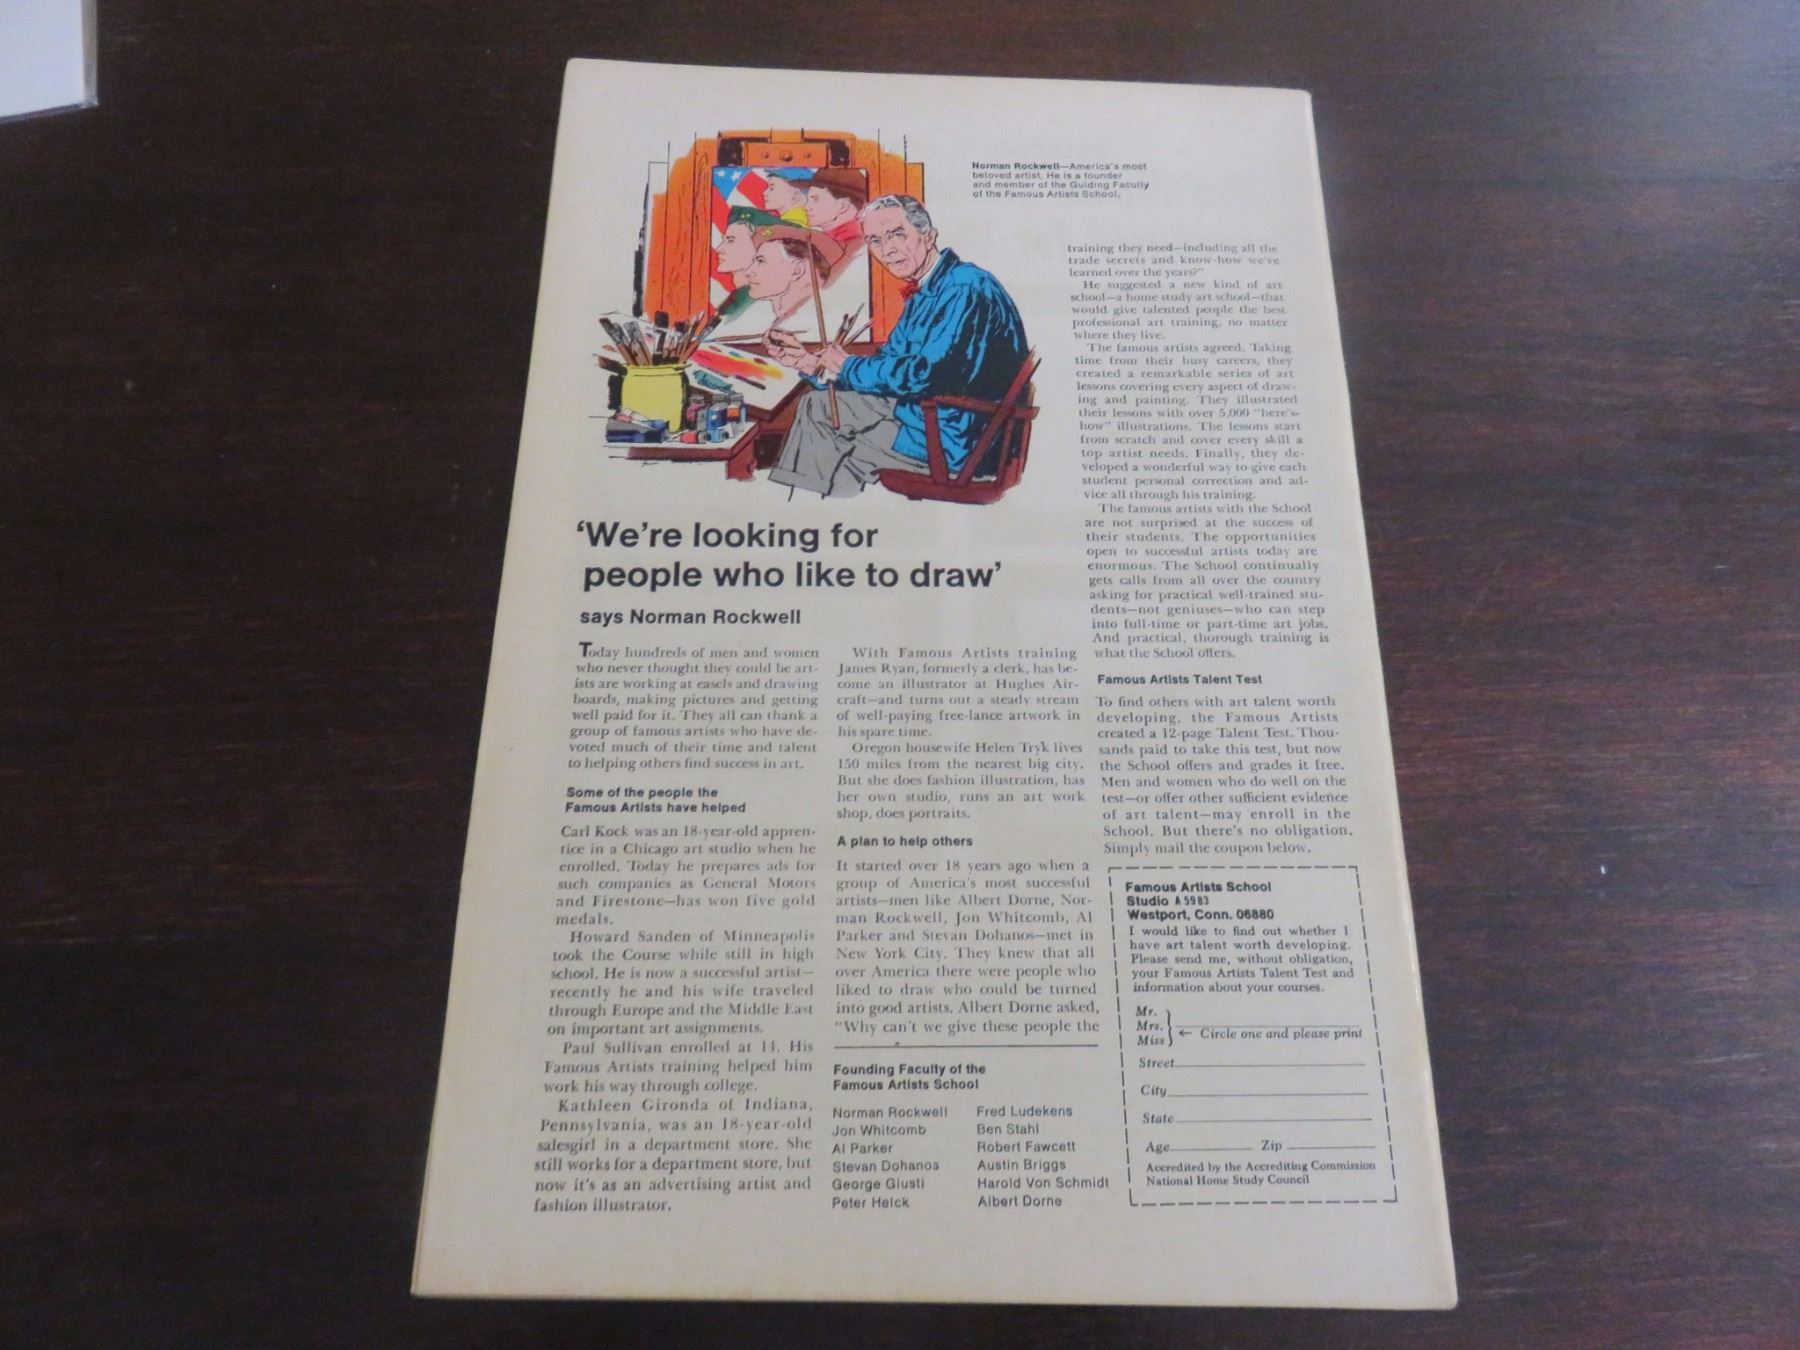 Norman Rockwell—America's most
beloved artist. He is a founder
and member of the Guiding Faculty
of the Famous Artists School.
'We're looking for
people who like to draw'
says Norman Rockwell
Today hundreds of men and women
who never thought they could be art-
ists are working at easels and drawing
boards, making pictures and getting
well paid for it. They all can thank a
group of famous artists who have de-
voted much of their time and talent
to helping others find success in art.
Some of the people the
Famous Artists have helped
Carl Kock was an 18-year-old appren-
tice in a Chicago art studio when he
enrolled. Today he prepares ads for
such companies as General Motors
and Firestone—has won five gold
medals.
Howard Sanden of Minneapolis
took the Course while still in high
school. He is now a successful artist—
recently he and his wife traveled
through Europe and the Middle East
on important art assignments.
Paul Sullivan enrolled at 14. His
Famous Artists training helped him
work his way through college.
Kathleen Gironda of Indiana,
Pennsylvania, was an 18-year-old
salesgirl in a department store. She
still works for a department store, but
now it's as an advertising artist and
fashion illustrator.
With Famous Artists training
James Ryan, formerly a clerk, has be-
come an illustrator at Hughes Air-
craft—and turns out a steady stream
of well-paying free-lance artwork in
his spare time.
Oregon housewife Helen Tryk lives
150 miles from the nearest big city.
But she does fashion illustration, has
her own studio, runs an art work
shop, does portraits.
A plan to help others
It started over 18 years ago when a
group of America's most successful
artists—men like Albert Dorne, Nor-
man Rockwell, Jon Whitcomb, Al
Parker and Stevan Dohanos—met in
New York City. They knew that all
over America there were people who
liked to draw who could be turned
into good artists. Albert Dorne asked,
"Why can't we give these people the
training they need—including all the
trade secrets and know-how we've
learned over the years?"
He suggested a new kind of art
school—a home study art school—that
would give talented people the best
professional art training, no matter
where they live.
The famous artists agreed. Taking
time from their busy careers, they
created a remarkable series of art
lessons covering every aspect of draw-
ing and painting. They illustrated
their lessons with over 5,000 "here's-
how" illustrations. The lessons start
from scratch and cover every skill a
top artist needs. Finally, they de-
veloped a wonderful way to give each
student personal correction and ad-
vice all through his training.
The famous artists with the School
are not surprised at the success of
their students. The opportunities
open to successful artists today are
enormous. The School continually
gets calls from all over the country
asking for practical well-trained stu-
dents—not geniuses—who can step
into full-time or part-time art jobs.
And practical, thorough training is
what the School offers.
Famous Artists Talent Test
To find others with art talent worth
developing, the Famous Artists
created a 12-page Talent Test. Thou-
sands paid to take this test, but now
the School offers and grades it free.
Men and women who do well on the
test—or offer other sufficient evidence
of art talent—may enroll in the
School. But there's no obligation.
Simply mail the coupon below.
Founding Faculty of the
Famous Artists School
Norman Rockwell
Jon Whitcomb
Al Parker
Stevan Dohanos
George Giusti
Peter Helck
Fred Ludekens
Ben Stahl
Robert Fawcett
Austin Briggs
Harold Von Schmidt
Albert Dorne
Famous Artists School
Studio A 5983
Westport, Conn. 06880
I would like to find out whether I
have art talent worth developing.
Please send me, without obligation,
your Famous Artists Talent Test and
information about your courses.
Mr.
Mrs. ← Circle one and please print
Miss
Street
City
State
Age Zip
Accredited by the Accrediting Commission
National Home Study Council